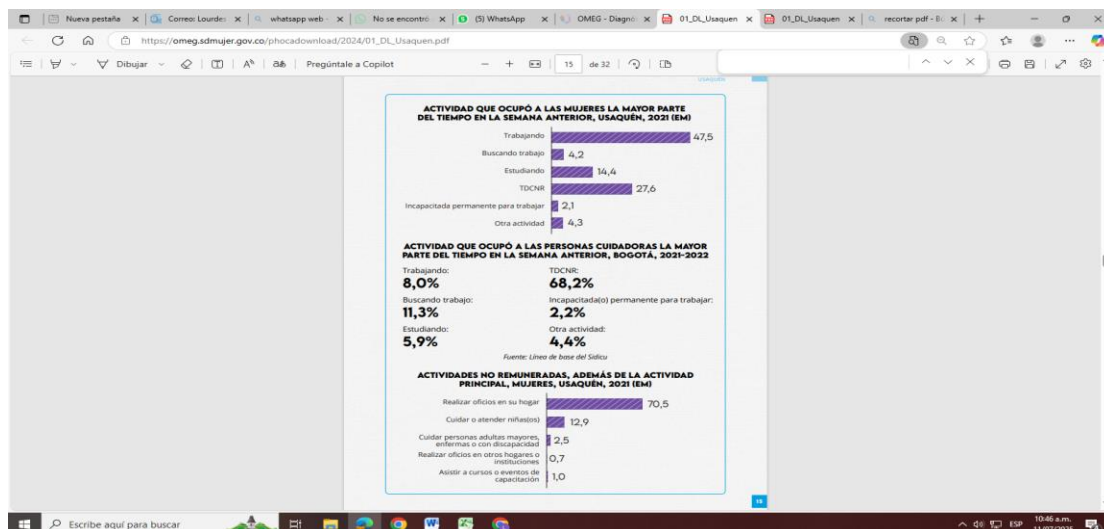 Nueva pestaña
Correo: Lourdes
whatsapp web -
No se encontró
(5) WhatsApp
OMEG - Diagnó
01_DL_Usaquen
01_DL_Usaquen
recortar pdf - B
https://omeg.sdmujer.gov.co/phocadownload/2024/01_DL_Usaquen.pdf
Dibujar
Pregúntale a Copilot
15 de 32
USAQUÉN
ACTIVIDAD QUE OCUPÓ A LAS MUJERES LA MAYOR PARTE
DEL TIEMPO EN LA SEMANA ANTERIOR, USAQUÉN, 2021 (EM)
Trabajando 47,5
Buscando trabajo 4,2
Estudiando 14,4
TDCNR 27,6
Incapacitada permanente para trabajar 2,1
Otra actividad 4,3
ACTIVIDAD QUE OCUPÓ A LAS PERSONAS CUIDADORAS LA MAYOR
PARTE DEL TIEMPO EN LA SEMANA ANTERIOR, BOGOTÁ, 2021-2022
Trabajando: TDCNR:
8,0% 68,2%
Buscando trabajo: Incapacitada(o) permanente para trabajar:
11,3% 2,2%
Estudiando: Otra actividad:
5,9% 4,4%
Fuente: Línea de base del Sidicu
ACTIVIDADES NO REMUNERADAS, ADEMÁS DE LA ACTIVIDAD
PRINCIPAL, MUJERES, USAQUÉN, 2021 (EM)
Realizar oficios en su hogar 70,5
Cuidar o atender niñas(os) 12,9
Cuidar personas adultas mayores,
enfermas o con discapacidad 2,5
Realizar oficios en otros hogares o
instituciones 0,7
Asistir a cursos o eventos de
capacitación 1,0
15
Escribe aquí para buscar
ESP
10:46 a.m.
11/07/2025